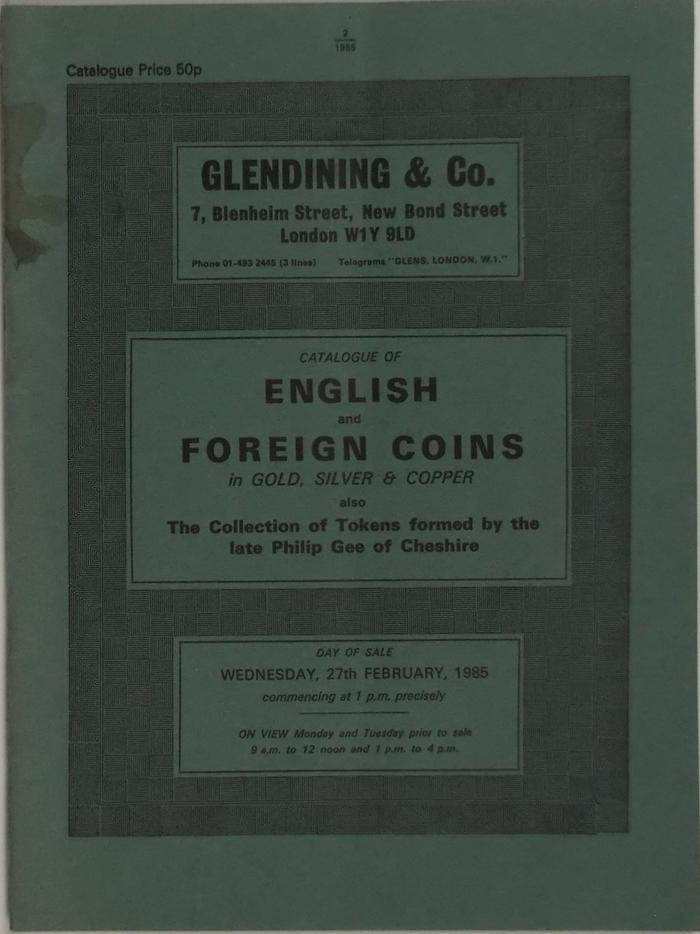 2
1985
Catalogue Price 50p
GLENDINING & Co.
7, Blenheim Street, New Bond Street
London W1Y 9LD
Phone 01-493 2445 (3 lines) Telegrams "GLENS. LONDON, W.1."
CATALOGUE OF
ENGLISH
and
FOREIGN COINS
in GOLD, SILVER & COPPER
also
The Collection of Tokens formed by the
late Philip Gee of Cheshire
DAY OF SALE
WEDNESDAY, 27th FEBRUARY, 1985
commencing at 1 p.m. precisely
ON VIEW Monday and Tuesday prior to sale
9 a.m. to 12 noon and 1 p.m. to 4 p.m.